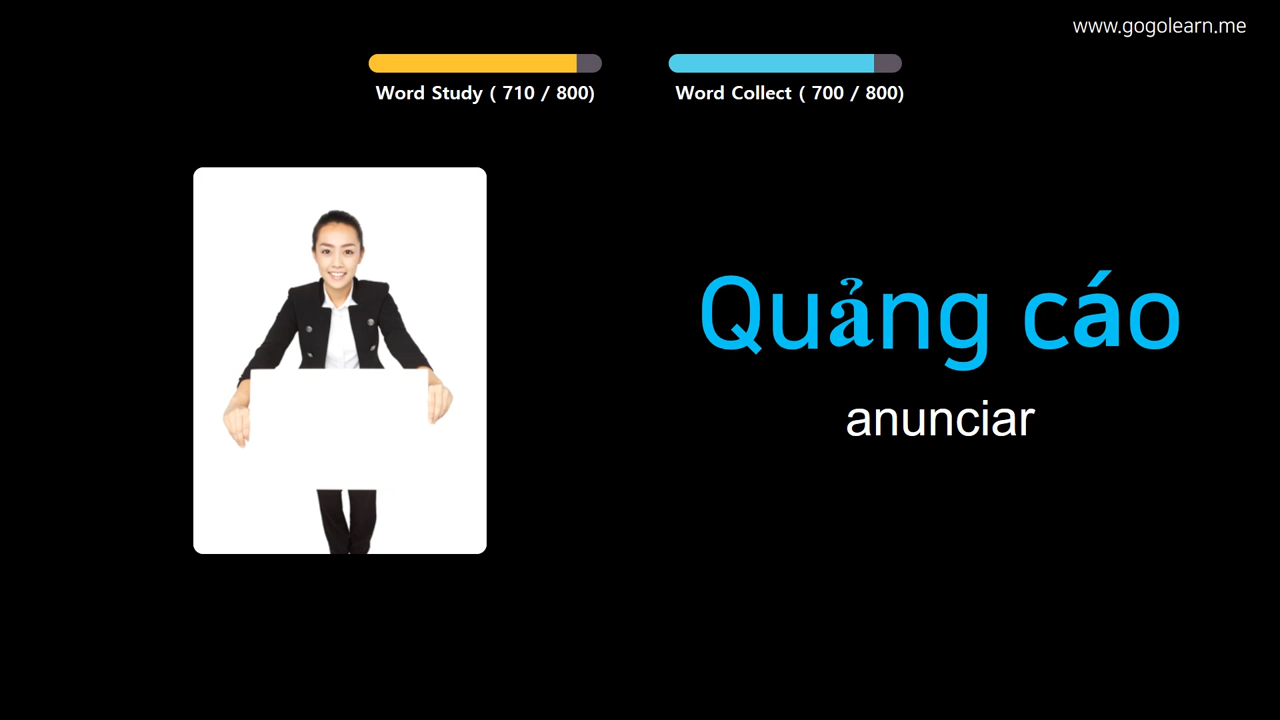 www.gogolearn.me
Word Study ( 710 / 800)
Word Collect ( 700 / 800)
Quảng cáo
anunciar